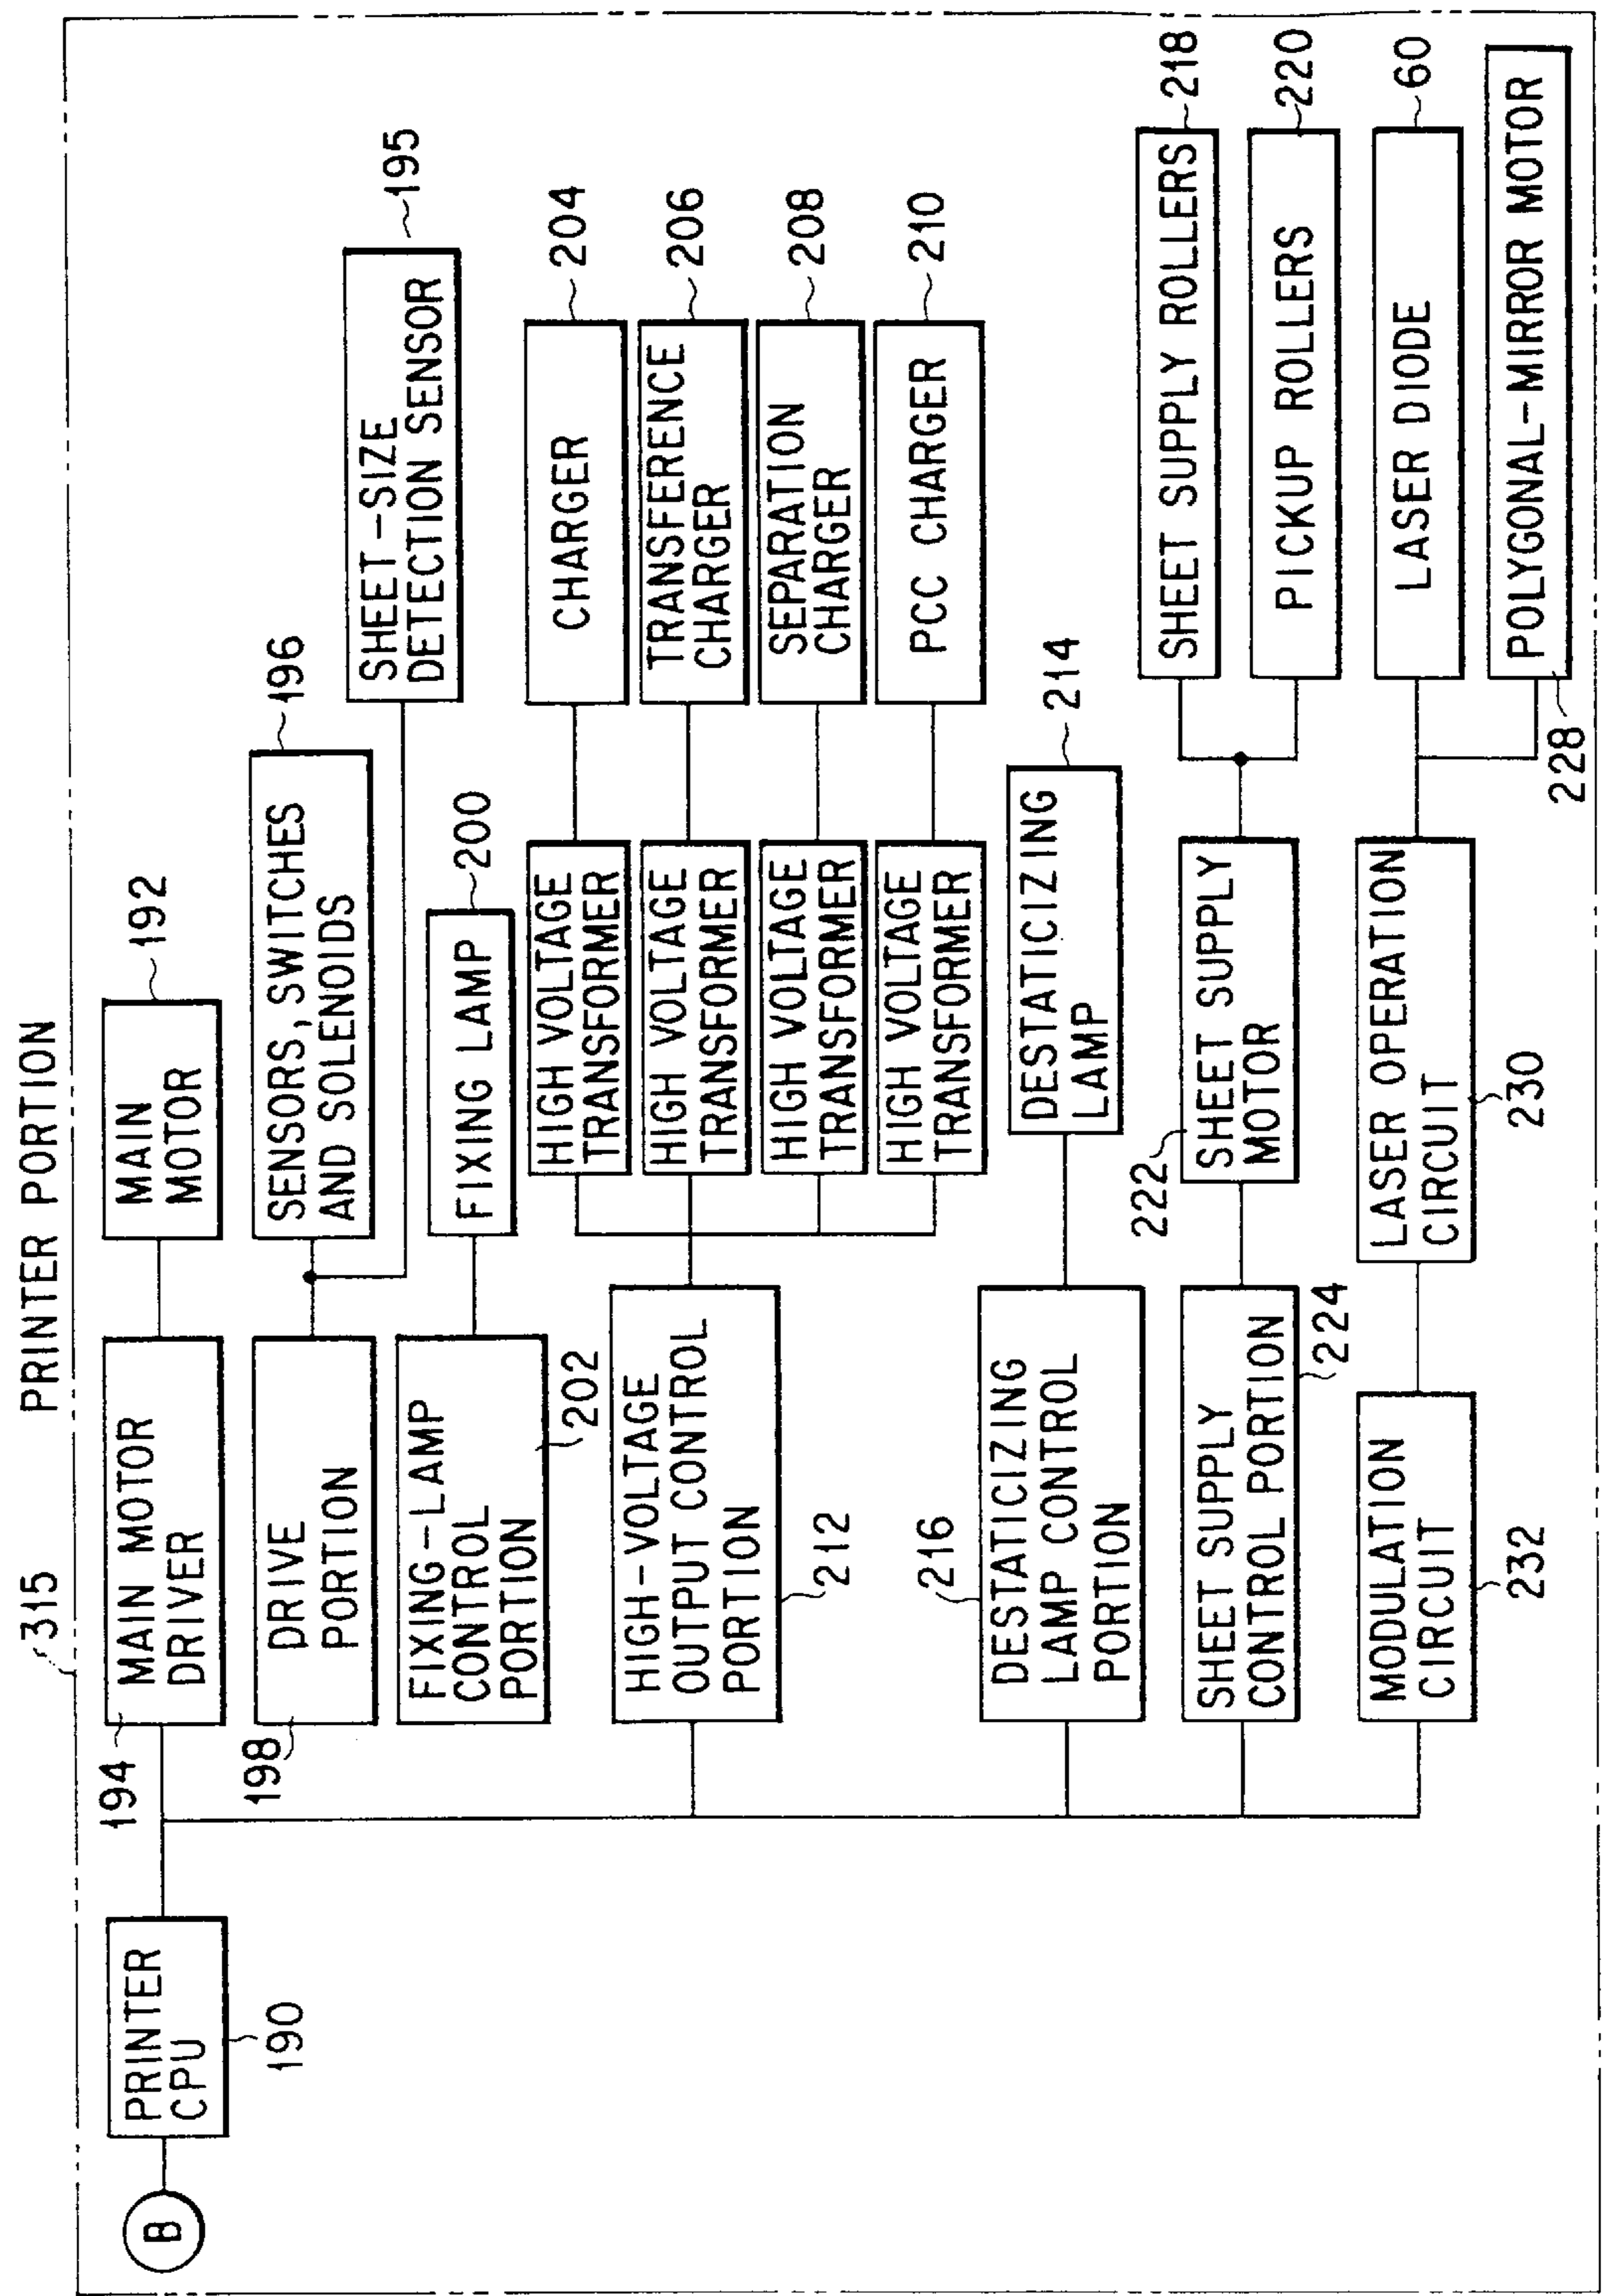 PRINTER PORTION
315
B
PRINTER
CPU
190
194
MAIN MOTOR
DRIVER
MAIN
MOTOR
192
198
DRIVE
PORTION
SENSORS, SWITCHES
AND SOLENOIDS
196
SHEET-SIZE
DETECTION SENSOR
195
FIXING-LAMP
CONTROL
PORTION
202
FIXING LAMP
200
HIGH-VOLTAGE
OUTPUT CONTROL
PORTION
212
HIGH VOLTAGE
TRANSFORMER
CHARGER
204
HIGH VOLTAGE
TRANSFORMER
TRANSFERENCE
CHARGER
206
HIGH VOLTAGE
TRANSFORMER
SEPARATION
CHARGER
208
HIGH VOLTAGE
TRANSFORMER
PCC CHARGER
210
216
DESTATICIZING
LAMP CONTROL
PORTION
DESTATICIZING
LAMP
214
SHEET SUPPLY
CONTROL PORTION
224
222
SHEET SUPPLY
MOTOR
SHEET SUPPLY ROLLERS
218
PICKUP ROLLERS
220
MODULATION
CIRCUIT
232
LASER OPERATION
CIRCUIT
230
LASER DIODE
60
POLYGONAL-MIRROR MOTOR
228